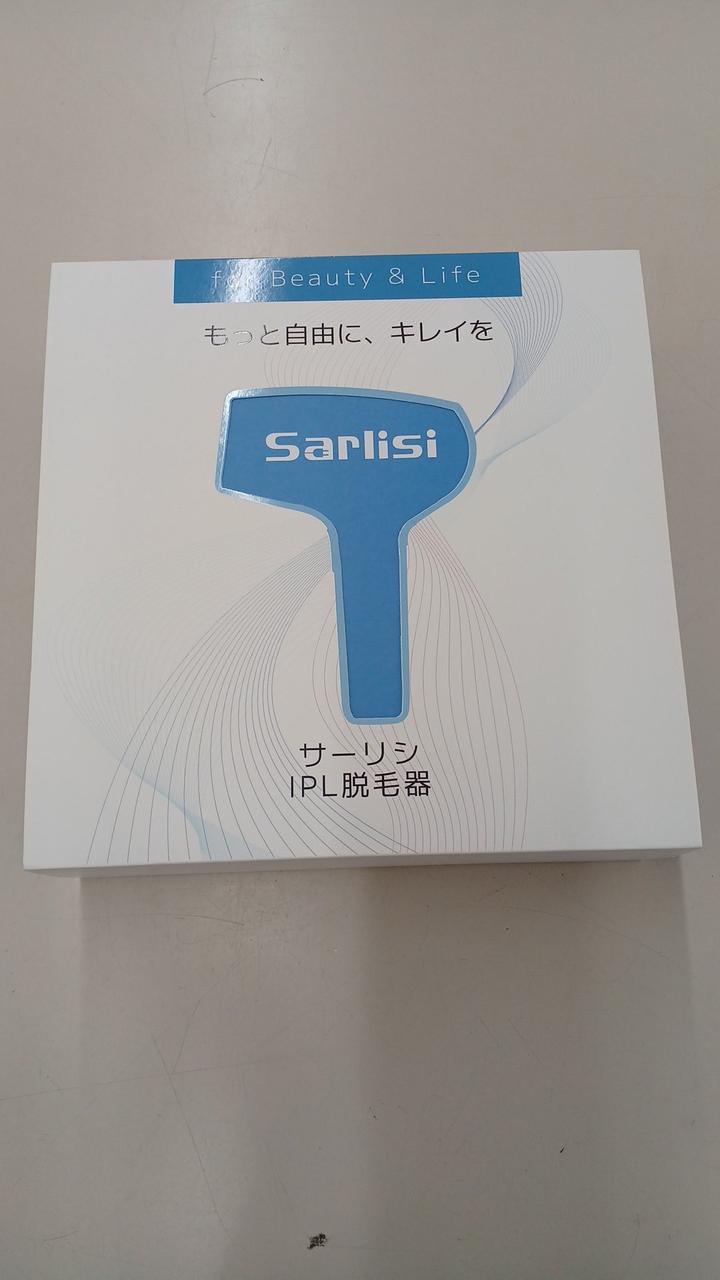 for Beauty & Life
もっと自由に、キレイを
Sarlisi
サーリシ
IPL脱毛器